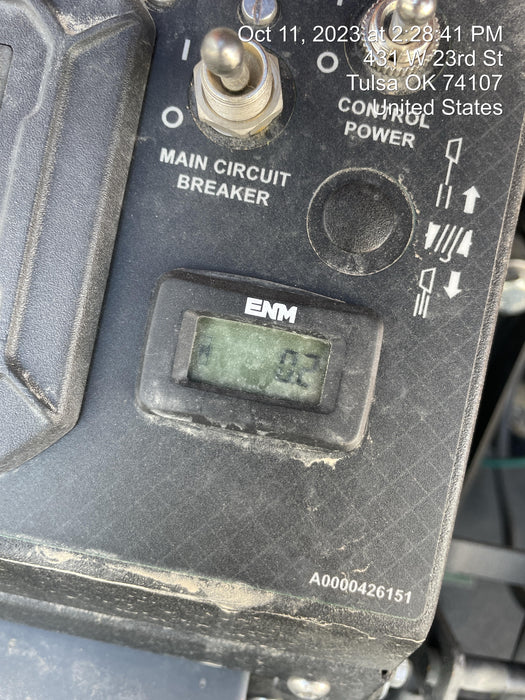 Oct 11, 2023 at 2:28:41 PM
431 W 23rd St
Tulsa OK 74107
United States
I
O
O
CONTROL
POWER
MAIN CIRCUIT
BREAKER
ENM
02
A0000426151